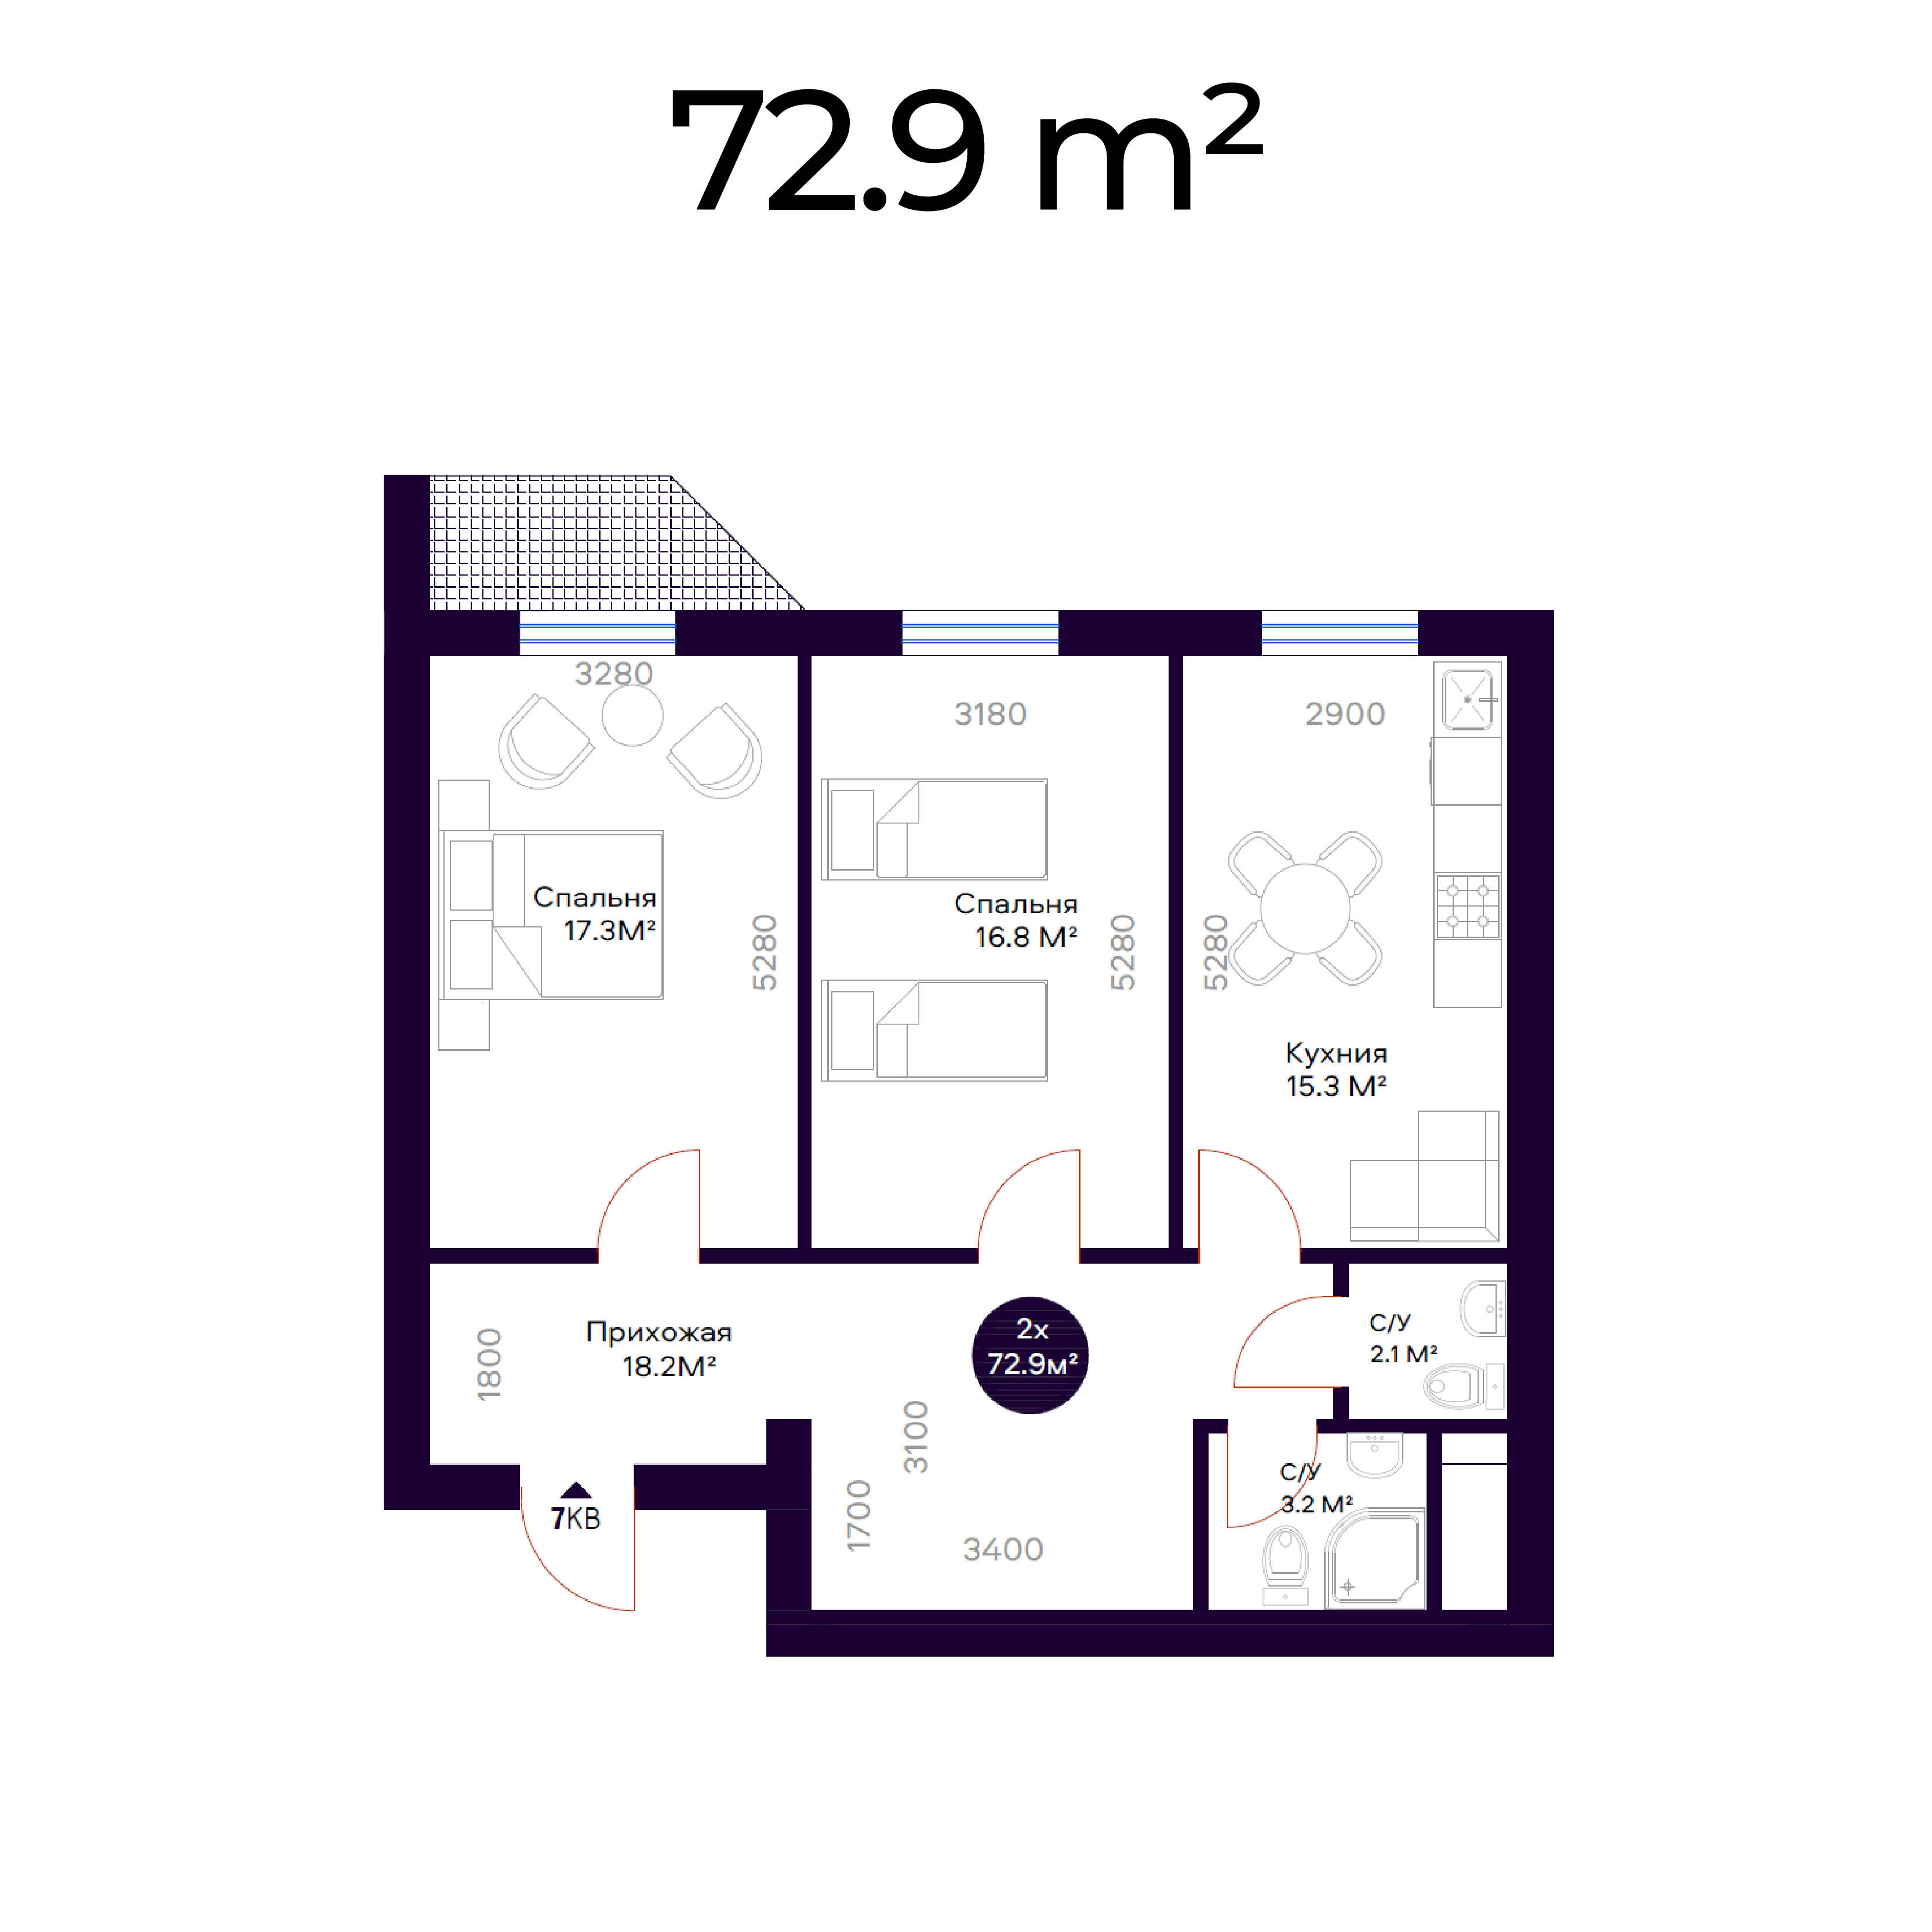 72.9 m²
3280
3180
2900
Спальня
17.3М²
5280
Спальня
16.8 М²
5280
5280
Кухния
15.3 М²
Прихожая
18.2М²
1800
2х
72.9м²
С/У
2.1 М²
3100
1700
3400
С/У
3.2 М²
7КВ